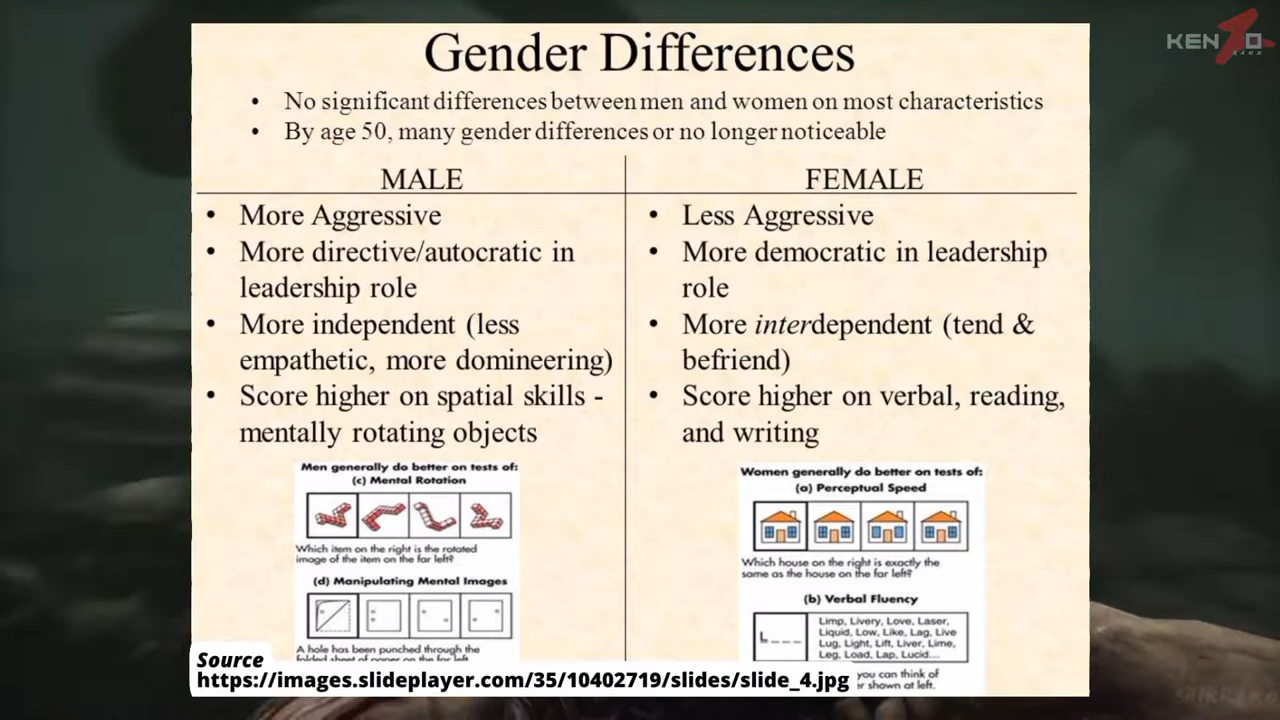 KEN 1 O
RAHZ
Gender Differences
• No significant differences between men and women on most characteristics
• By age 50, many gender differences or no longer noticeable
MALE
• More Aggressive
• More directive/autocratic in
leadership role
• More independent (less
empathetic, more domineering)
• Score higher on spatial skills -
mentally rotating objects
Men generally do better on tests of:
(c) Mental Rotation
Which item on the right is the rotated
image of the item on the far left?
(d) Manipulating Mental Images
A hole has been punched through the
folded sheet of paper on the far left
FEMALE
• Less Aggressive
• More democratic in leadership
role
• More interdependent (tend &
befriend)
• Score higher on verbal, reading,
and writing
Women generally do better on tests of:
(a) Perceptual Speed
Which house on the right is exactly the
same as the house on the far left?
(b) Verbal Fluency
L_ _ _
Limp, Livery, Love, Laser,
Liquid, Low, Like, Lag, Live
Lug, Light, Lift, Liver, Lime,
Leg, Load, Lap, Lucid...
you can think of
r shown at left.
Source
https://images.slideplayer.com/35/10402719/slides/slide_4.jpg